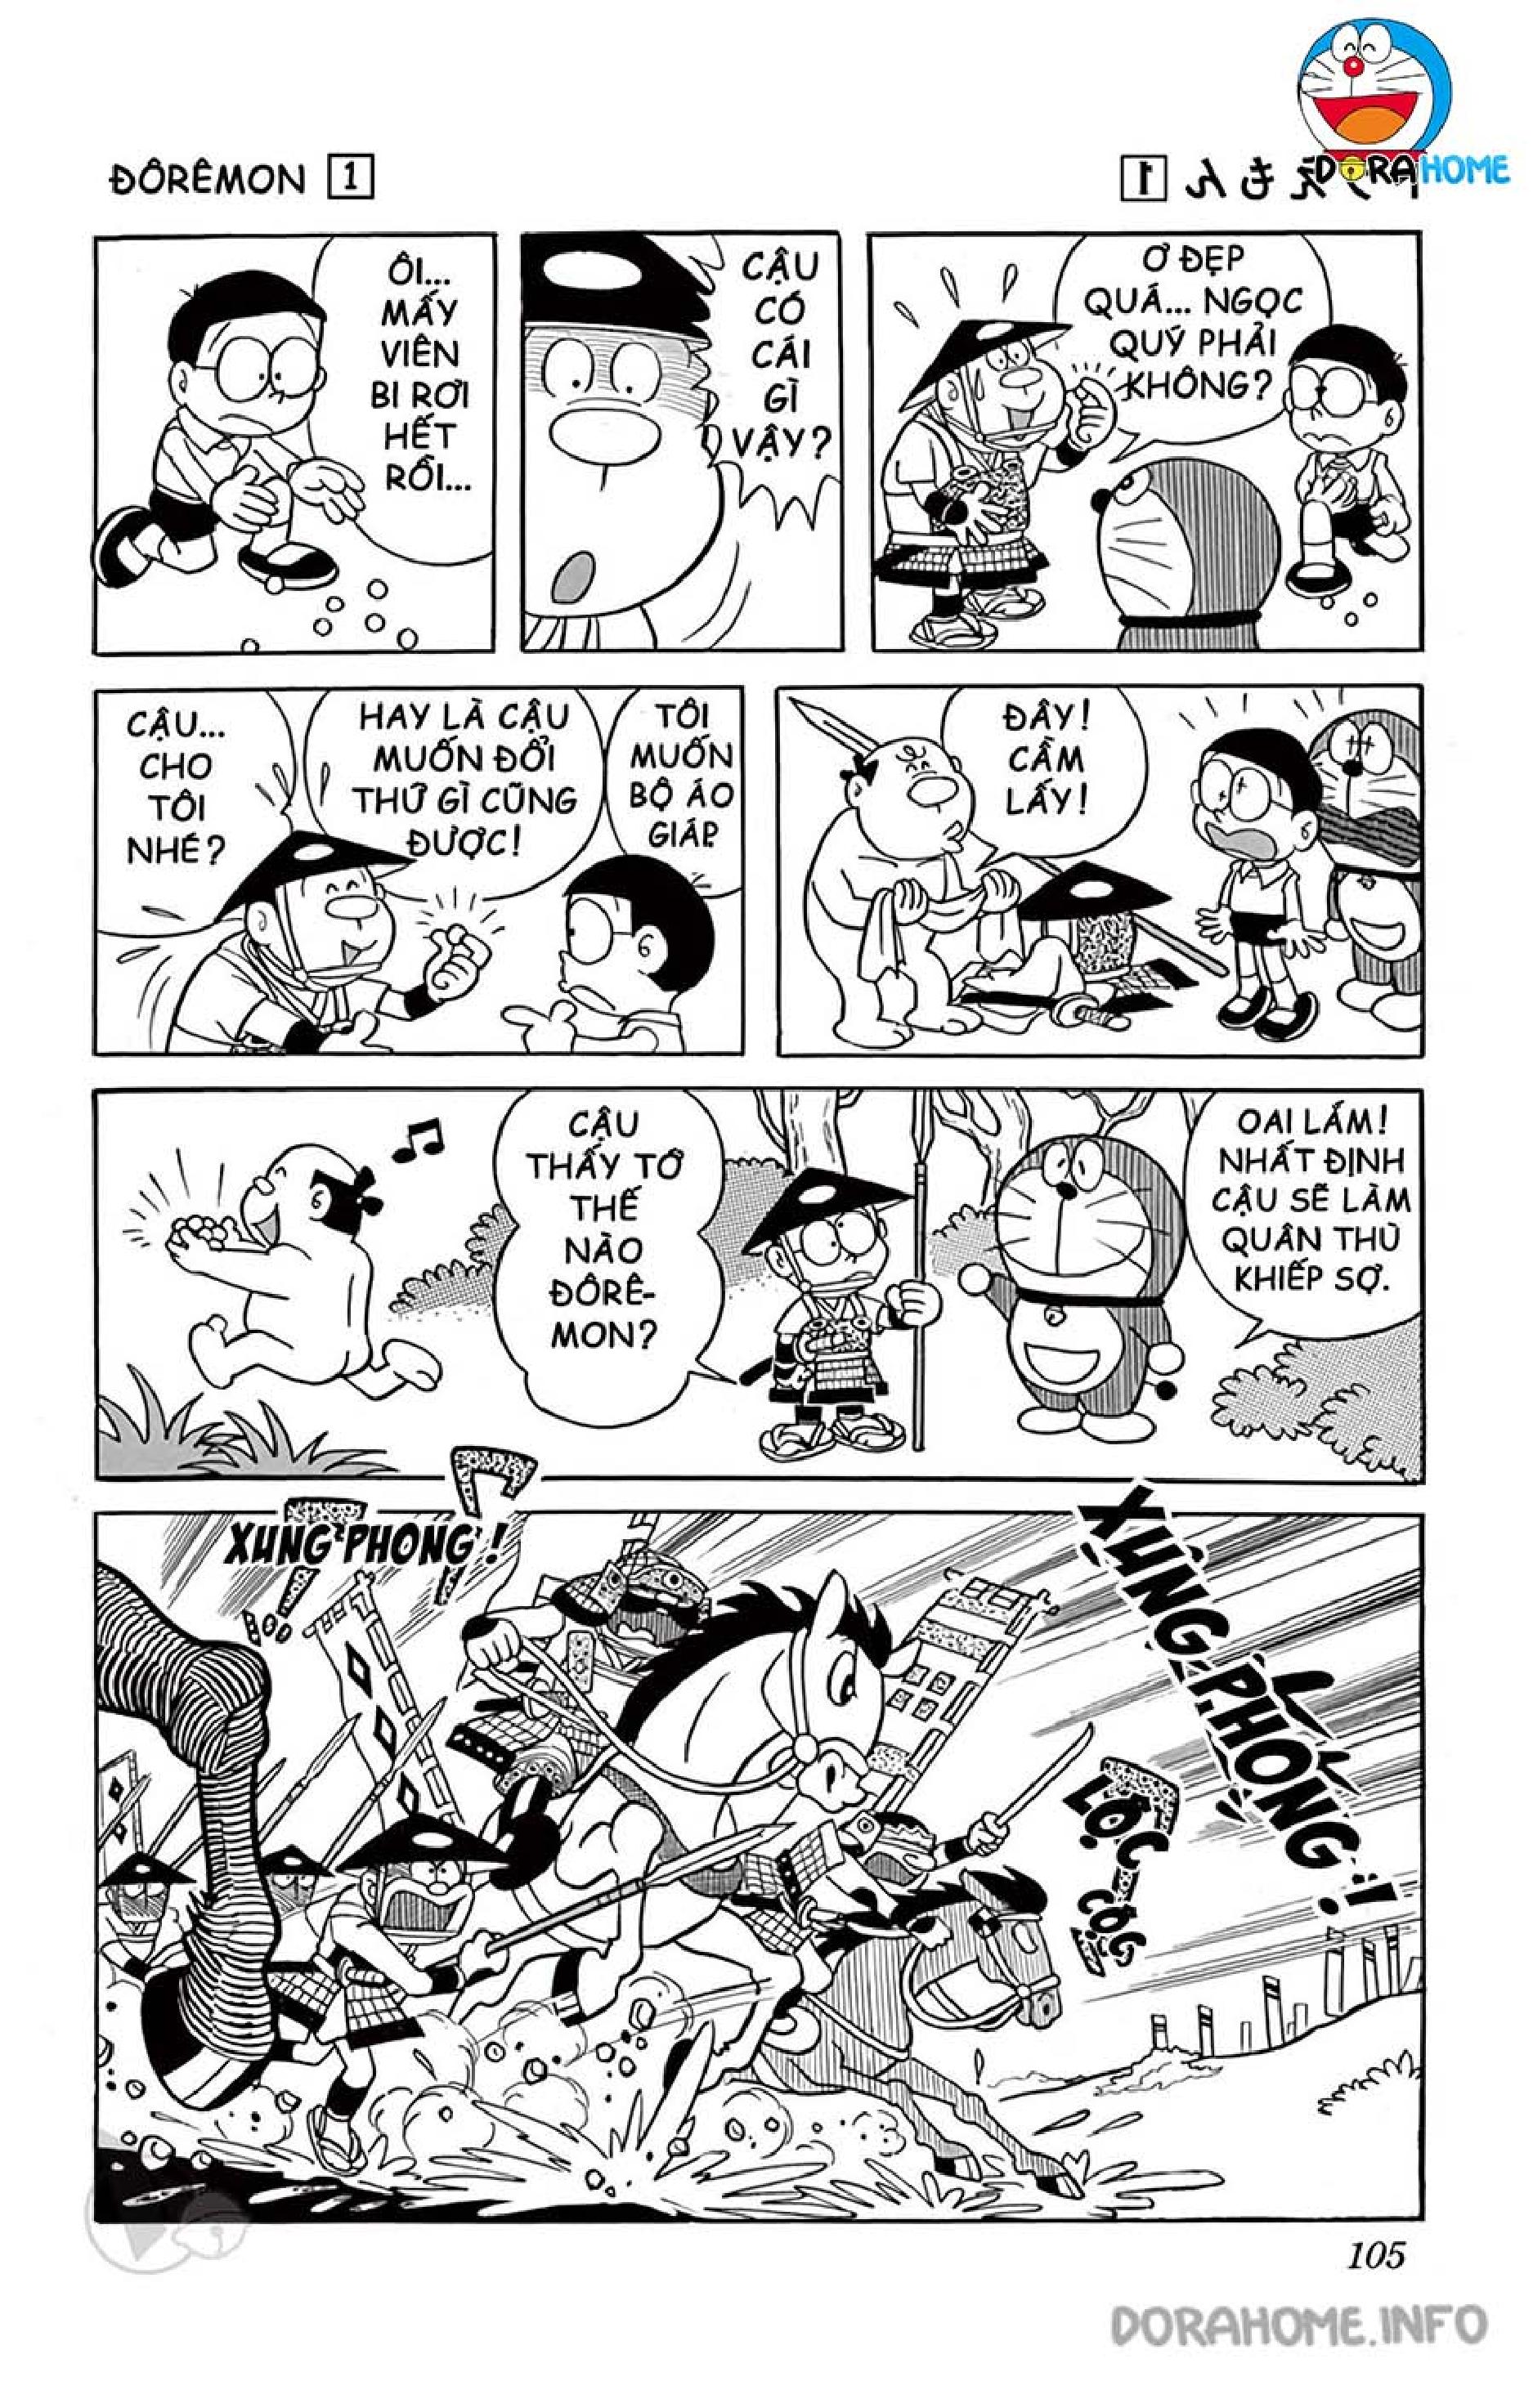 DORAHOME
ĐÔRÊMON 1
ÔI...
MẤY
VIÊN
BI RƠI
HẾT
RỒI...
CẬU
CÓ
CÁI
GÌ
VẬY?
Ơ ĐẸP
QUÁ... NGỌC
QUÝ PHẢI
KHÔNG?
CẬU...
CHO
TÔI
NHÉ?
HAY LÀ CẬU
MUỐN ĐỔI
THỨ GÌ CŨNG
ĐƯỢC!
TÔI
MUỐN
BỘ ÁO
GIÁP.
ĐÂY!
CẦM
LẤY!
CẬU
THẤY TỚ
THẾ
NÀO
ĐÔRÊ-
MON?
OAI LẮM!
NHẤT ĐỊNH
CẬU SẼ LÀM
QUÂN THÙ
KHIẾP SỢ.
XUNG PHONG!
XUNG PHONG!
LỘC CỘC
105
DORAHOME.INFO